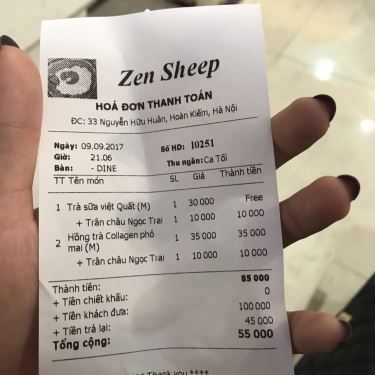 Zen Sheep
HOÁ ĐƠN THANH TOÁN
ĐC: 33 Nguyễn Hữu Huân, Hoàn Kiếm, Hà Nội
Ngày: 09.09.2017 Số HĐ: 10251
Giờ: 21.06 Thu ngân: Ca Tối
Bàn: - DINE
TT Tên món SL Giá Thành tiền
1 Trà sữa việt Quất (M) 1 30 000 Free
+ Trân châu Ngọc Trai 1 10 000 10 000
2 Hồng trà Collagen phô mai (M) 1 35 000 35 000
+ Trân châu Ngọc Trai 1 10 000 10 000
Thành tiền: 55 000
+ Tiền chiết khấu: 0
+ Tiền khách đưa: 100 000
+ Tiền trả lại: 45 000
Tổng cộng: 55 000
Thank you ****